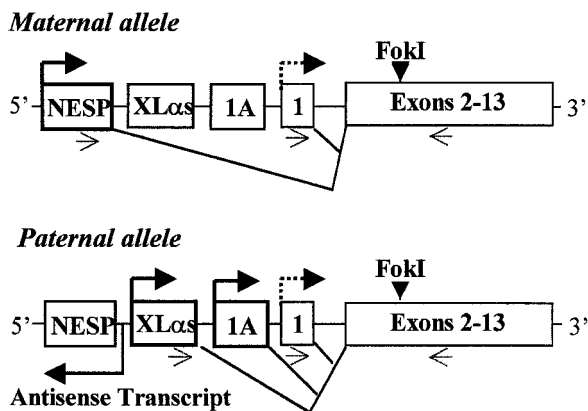 Maternal allele
FokI
5’ NESP XLαs 1A 1 Exons 2-13 3’
Paternal allele
FokI
5’ NESP XLαs 1A 1 Exons 2-13 3’
Antisense Transcript